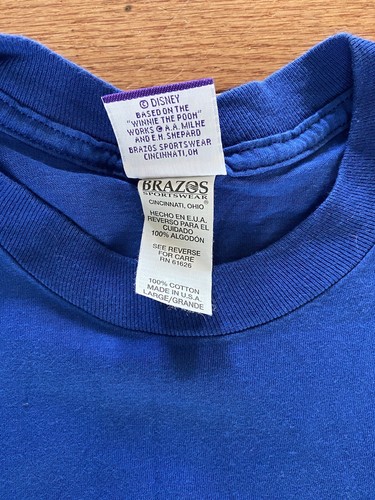 © DISNEY
BASED ON THE
"WINNIE THE POOH"
WORKS © A.A. MILNE
AND E.H. SHEPARD
BRAZOS SPORTSWEAR
CINCINNATI, OH
BRAZOS
SPORTSWEAR
CINCINNATI, OHIO
HECHO EN E.U.A.
REVERSO PARA EL
CUIDADO
100% ALGODÓN
SEE REVERSE
FOR CARE
RN 61626
100% COTTON
MADE IN U.S.A.
LARGE/GRANDE